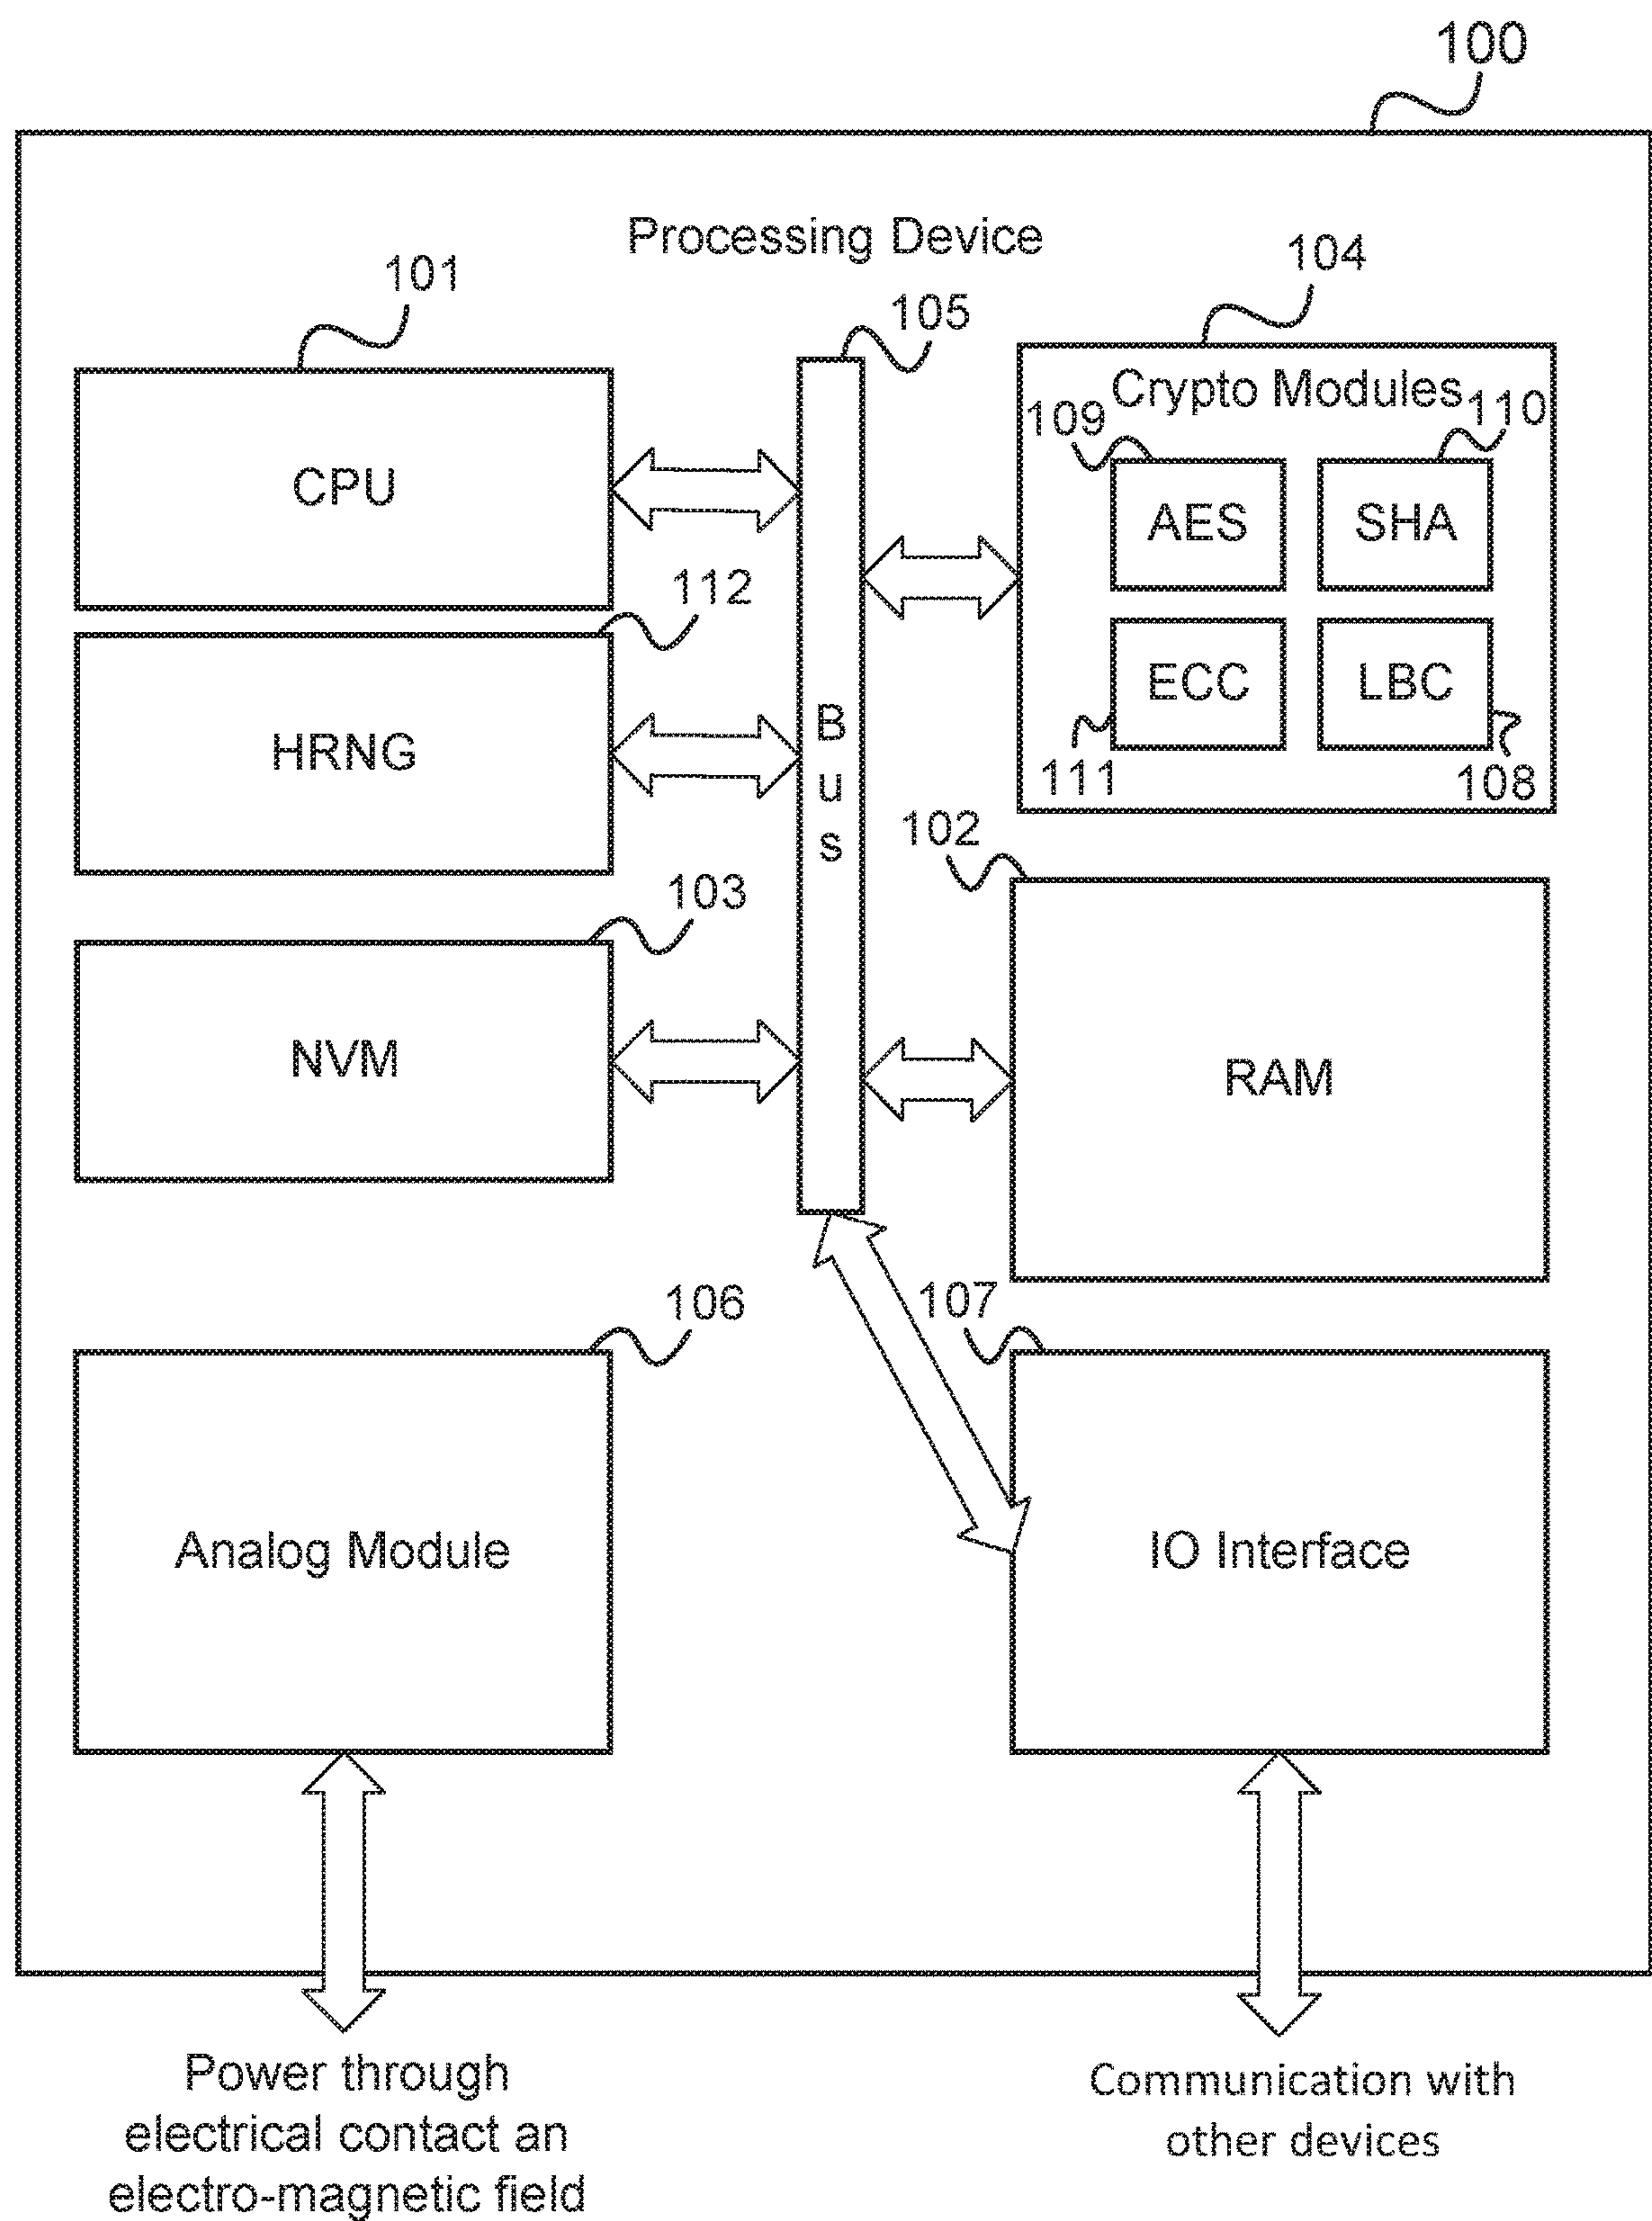 100
Processing Device
101
105
104
Crypto Modules
109
110
CPU
AES
SHA
112
ECC
LBC
111
108
HRNG
Bus
102
103
NVM
RAM
106
107
Analog Module
IO Interface
Power through
electrical contact an
electro-magnetic field
Communication with
other devices